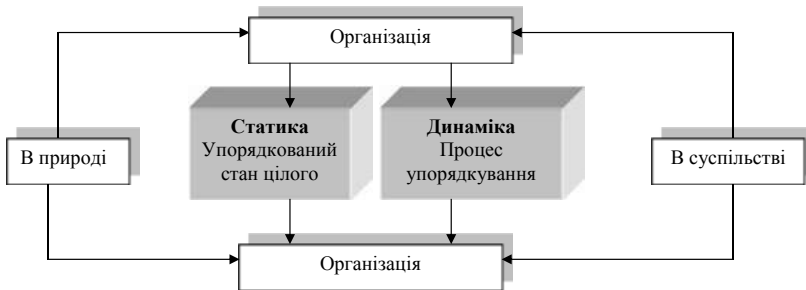 Організація
Статика
Упорядкований
стан цілого
Динаміка
Процес
упорядкування
В природі
В суспільстві
Організація